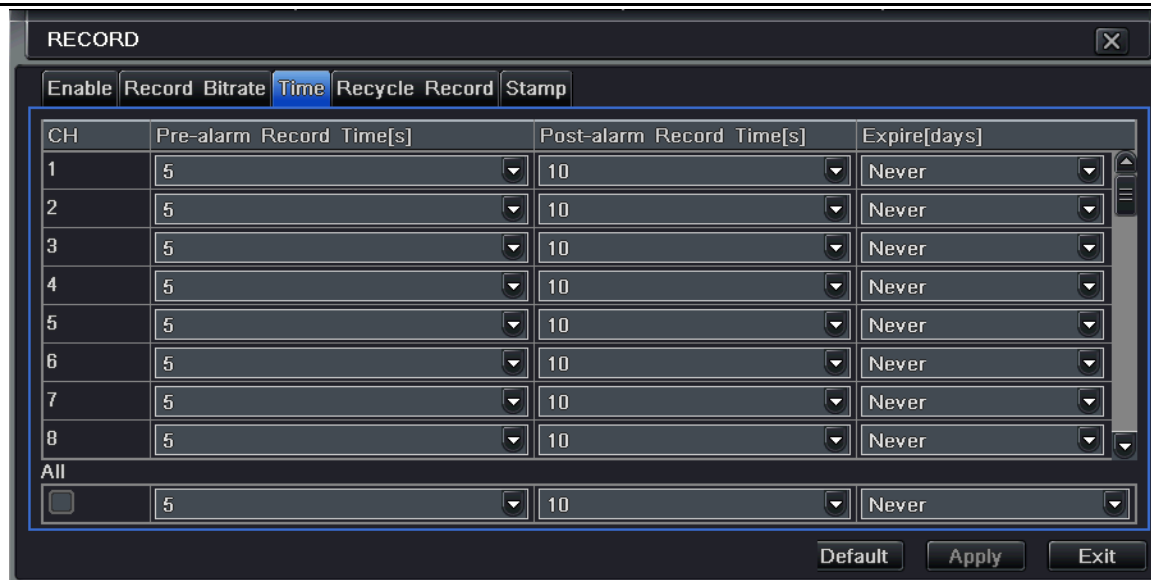 RECORD
Enable Record Bitrate Time Recycle Record Stamp
CH Pre-alarm Record Time[s] Post-alarm Record Time[s] Expire[days]
1 5 10 Never
2 5 10 Never
3 5 10 Never
4 5 10 Never
5 5 10 Never
6 5 10 Never
7 5 10 Never
8 5 10 Never
All
5 10 Never
Default Apply Exit